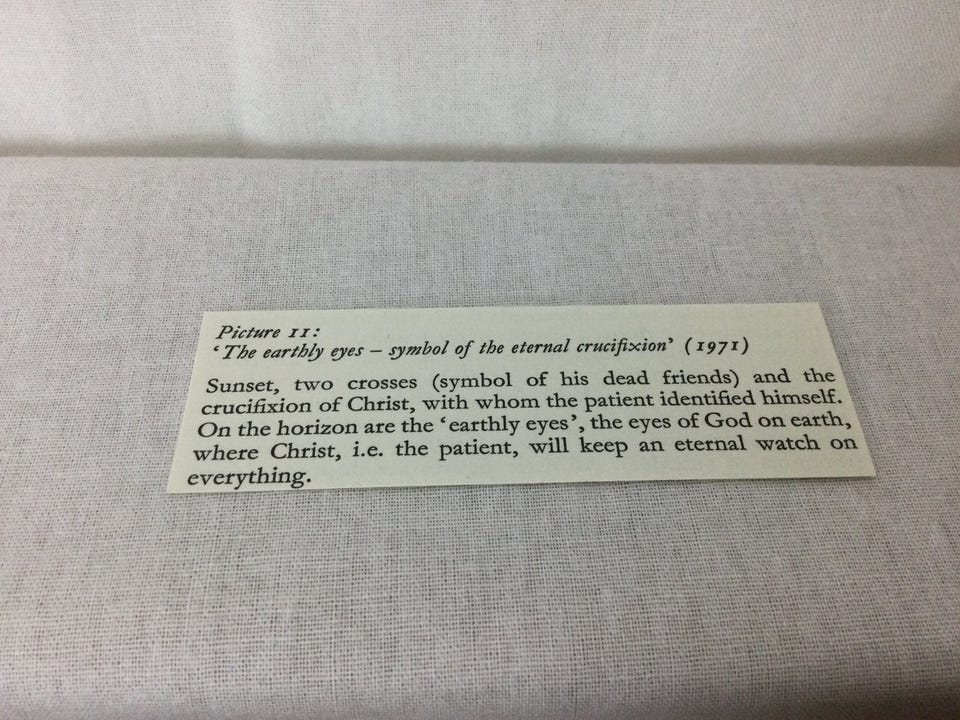 Picture 11:
‘The earthly eyes – symbol of the eternal crucifixion’ (1971)
Sunset, two crosses (symbol of his dead friends) and the
crucifixion of Christ, with whom the patient identified himself.
On the horizon are the ‘earthly eyes’, the eyes of God on earth,
where Christ, i.e. the patient, will keep an eternal watch on
everything.